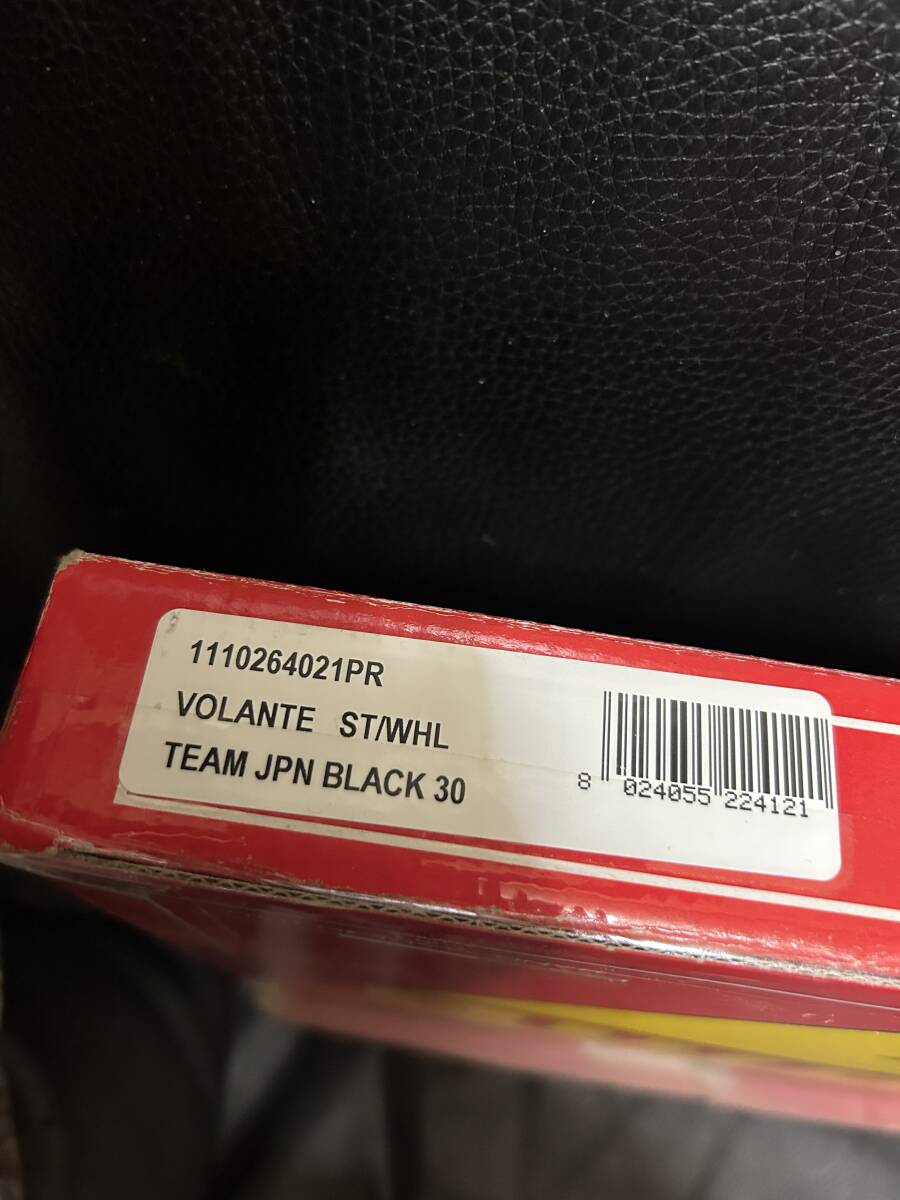 1110264021PR
VOLANTE ST/WHL
TEAM JPN BLACK 30
8 024055 224121